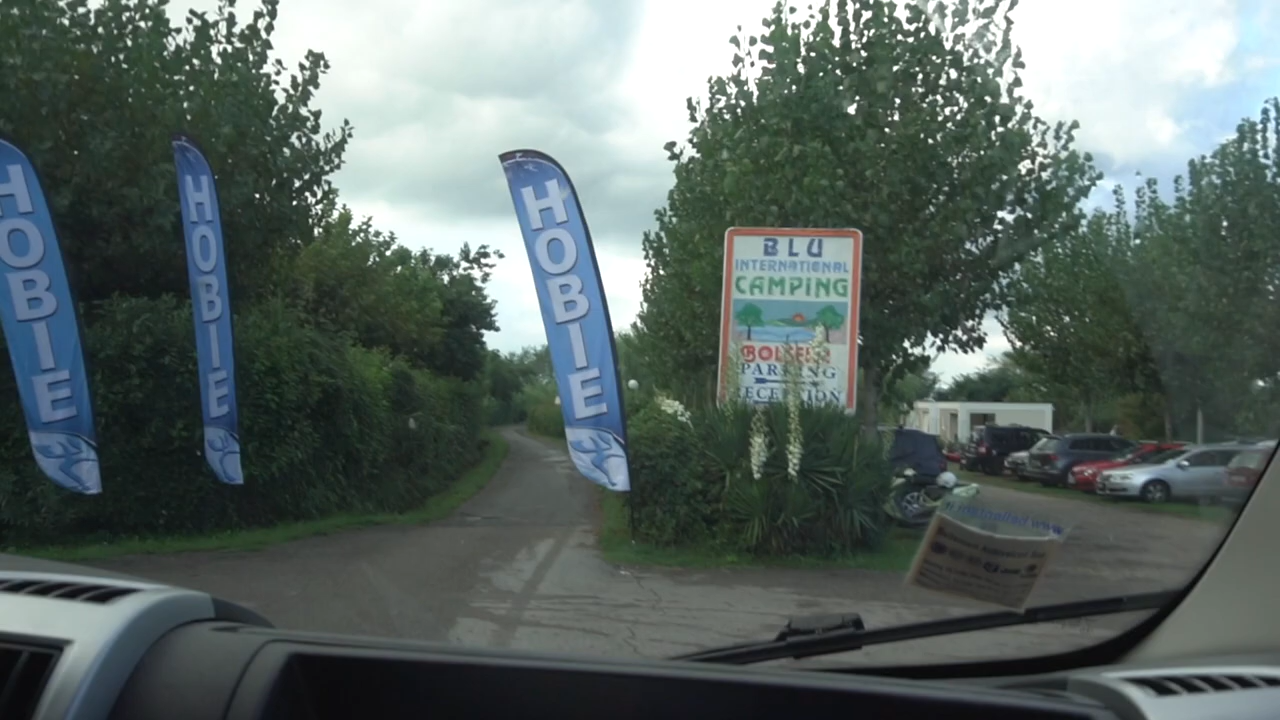 HOBIE
HOBIE
HOBIE
BLU
INTERNATIONAL
CAMPING
BOLSENA
PARKING
RECEPTION